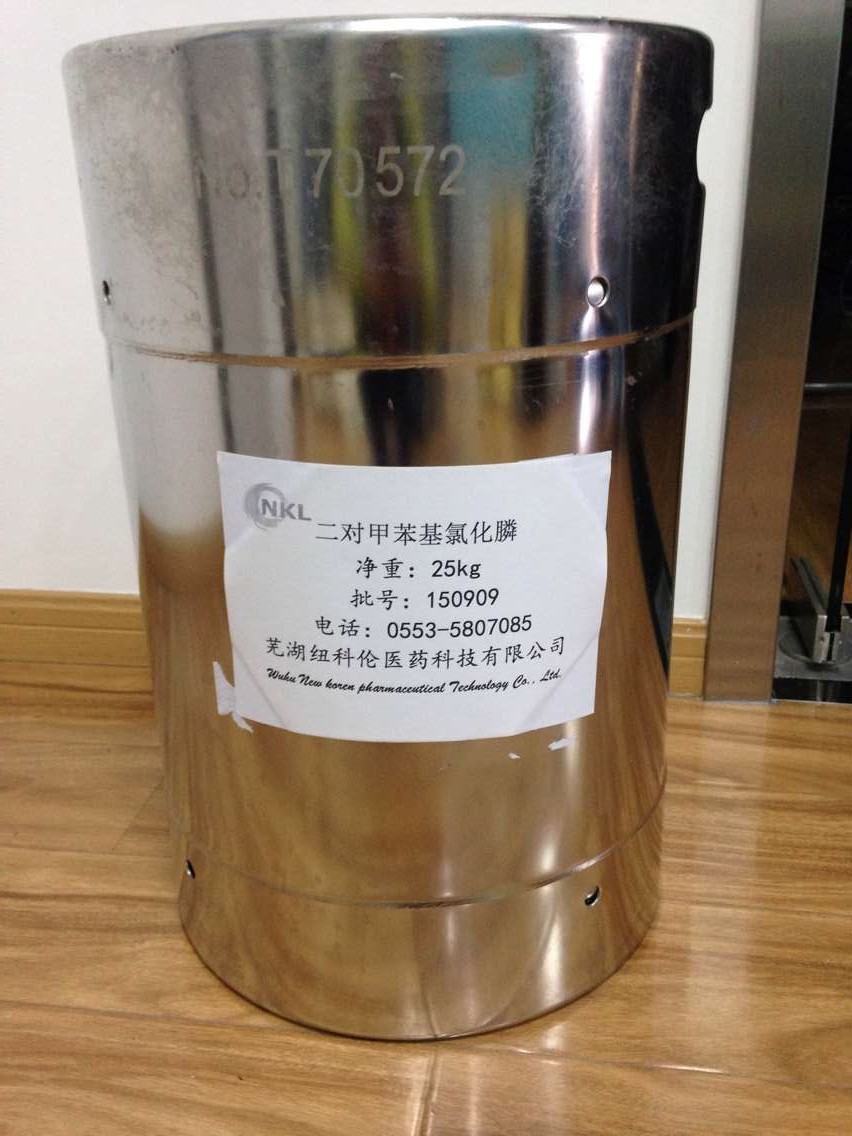 No.T70572
NKL
二对甲苯基氯化膦
净重：25kg
批号：150909
电话：0553-5807085
芜湖纽科伦医药科技有限公司
Wuhu New koren pharmaceutical Technology Co., Ltd.